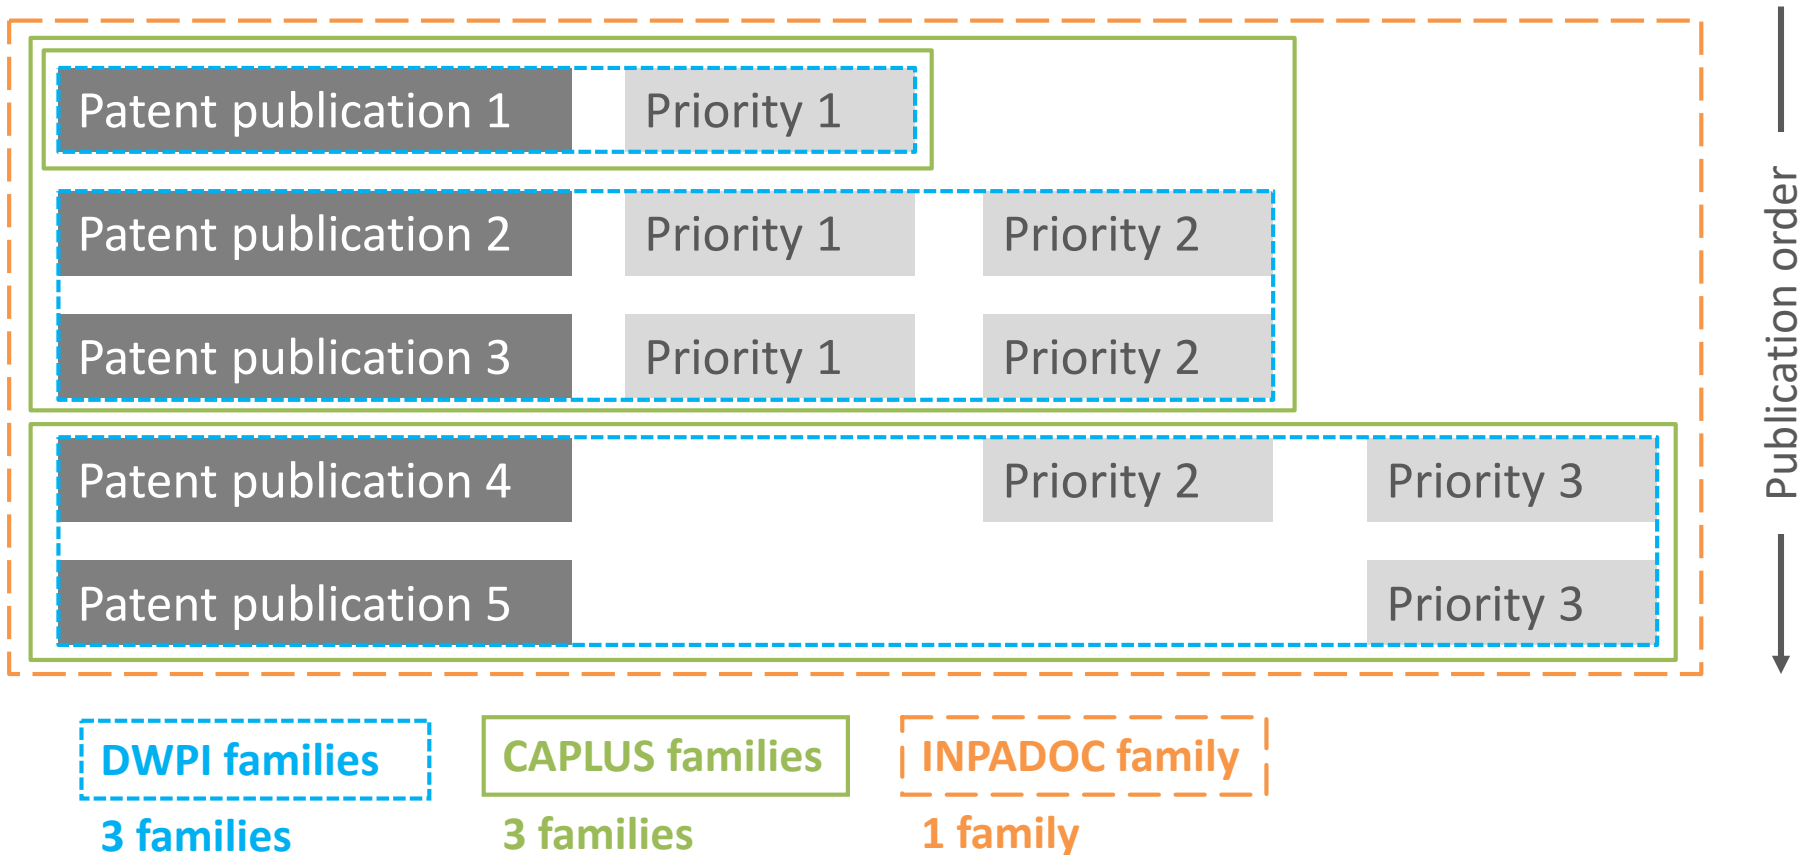 Patent publication 1 Priority 1
Patent publication 2 Priority 1 Priority 2
Patent publication 3 Priority 1 Priority 2
Patent publication 4 Priority 2 Priority 3
Patent publication 5 Priority 3
Publication order
DWPI families CAPLUS families INPADOC family
3 families 3 families 1 family